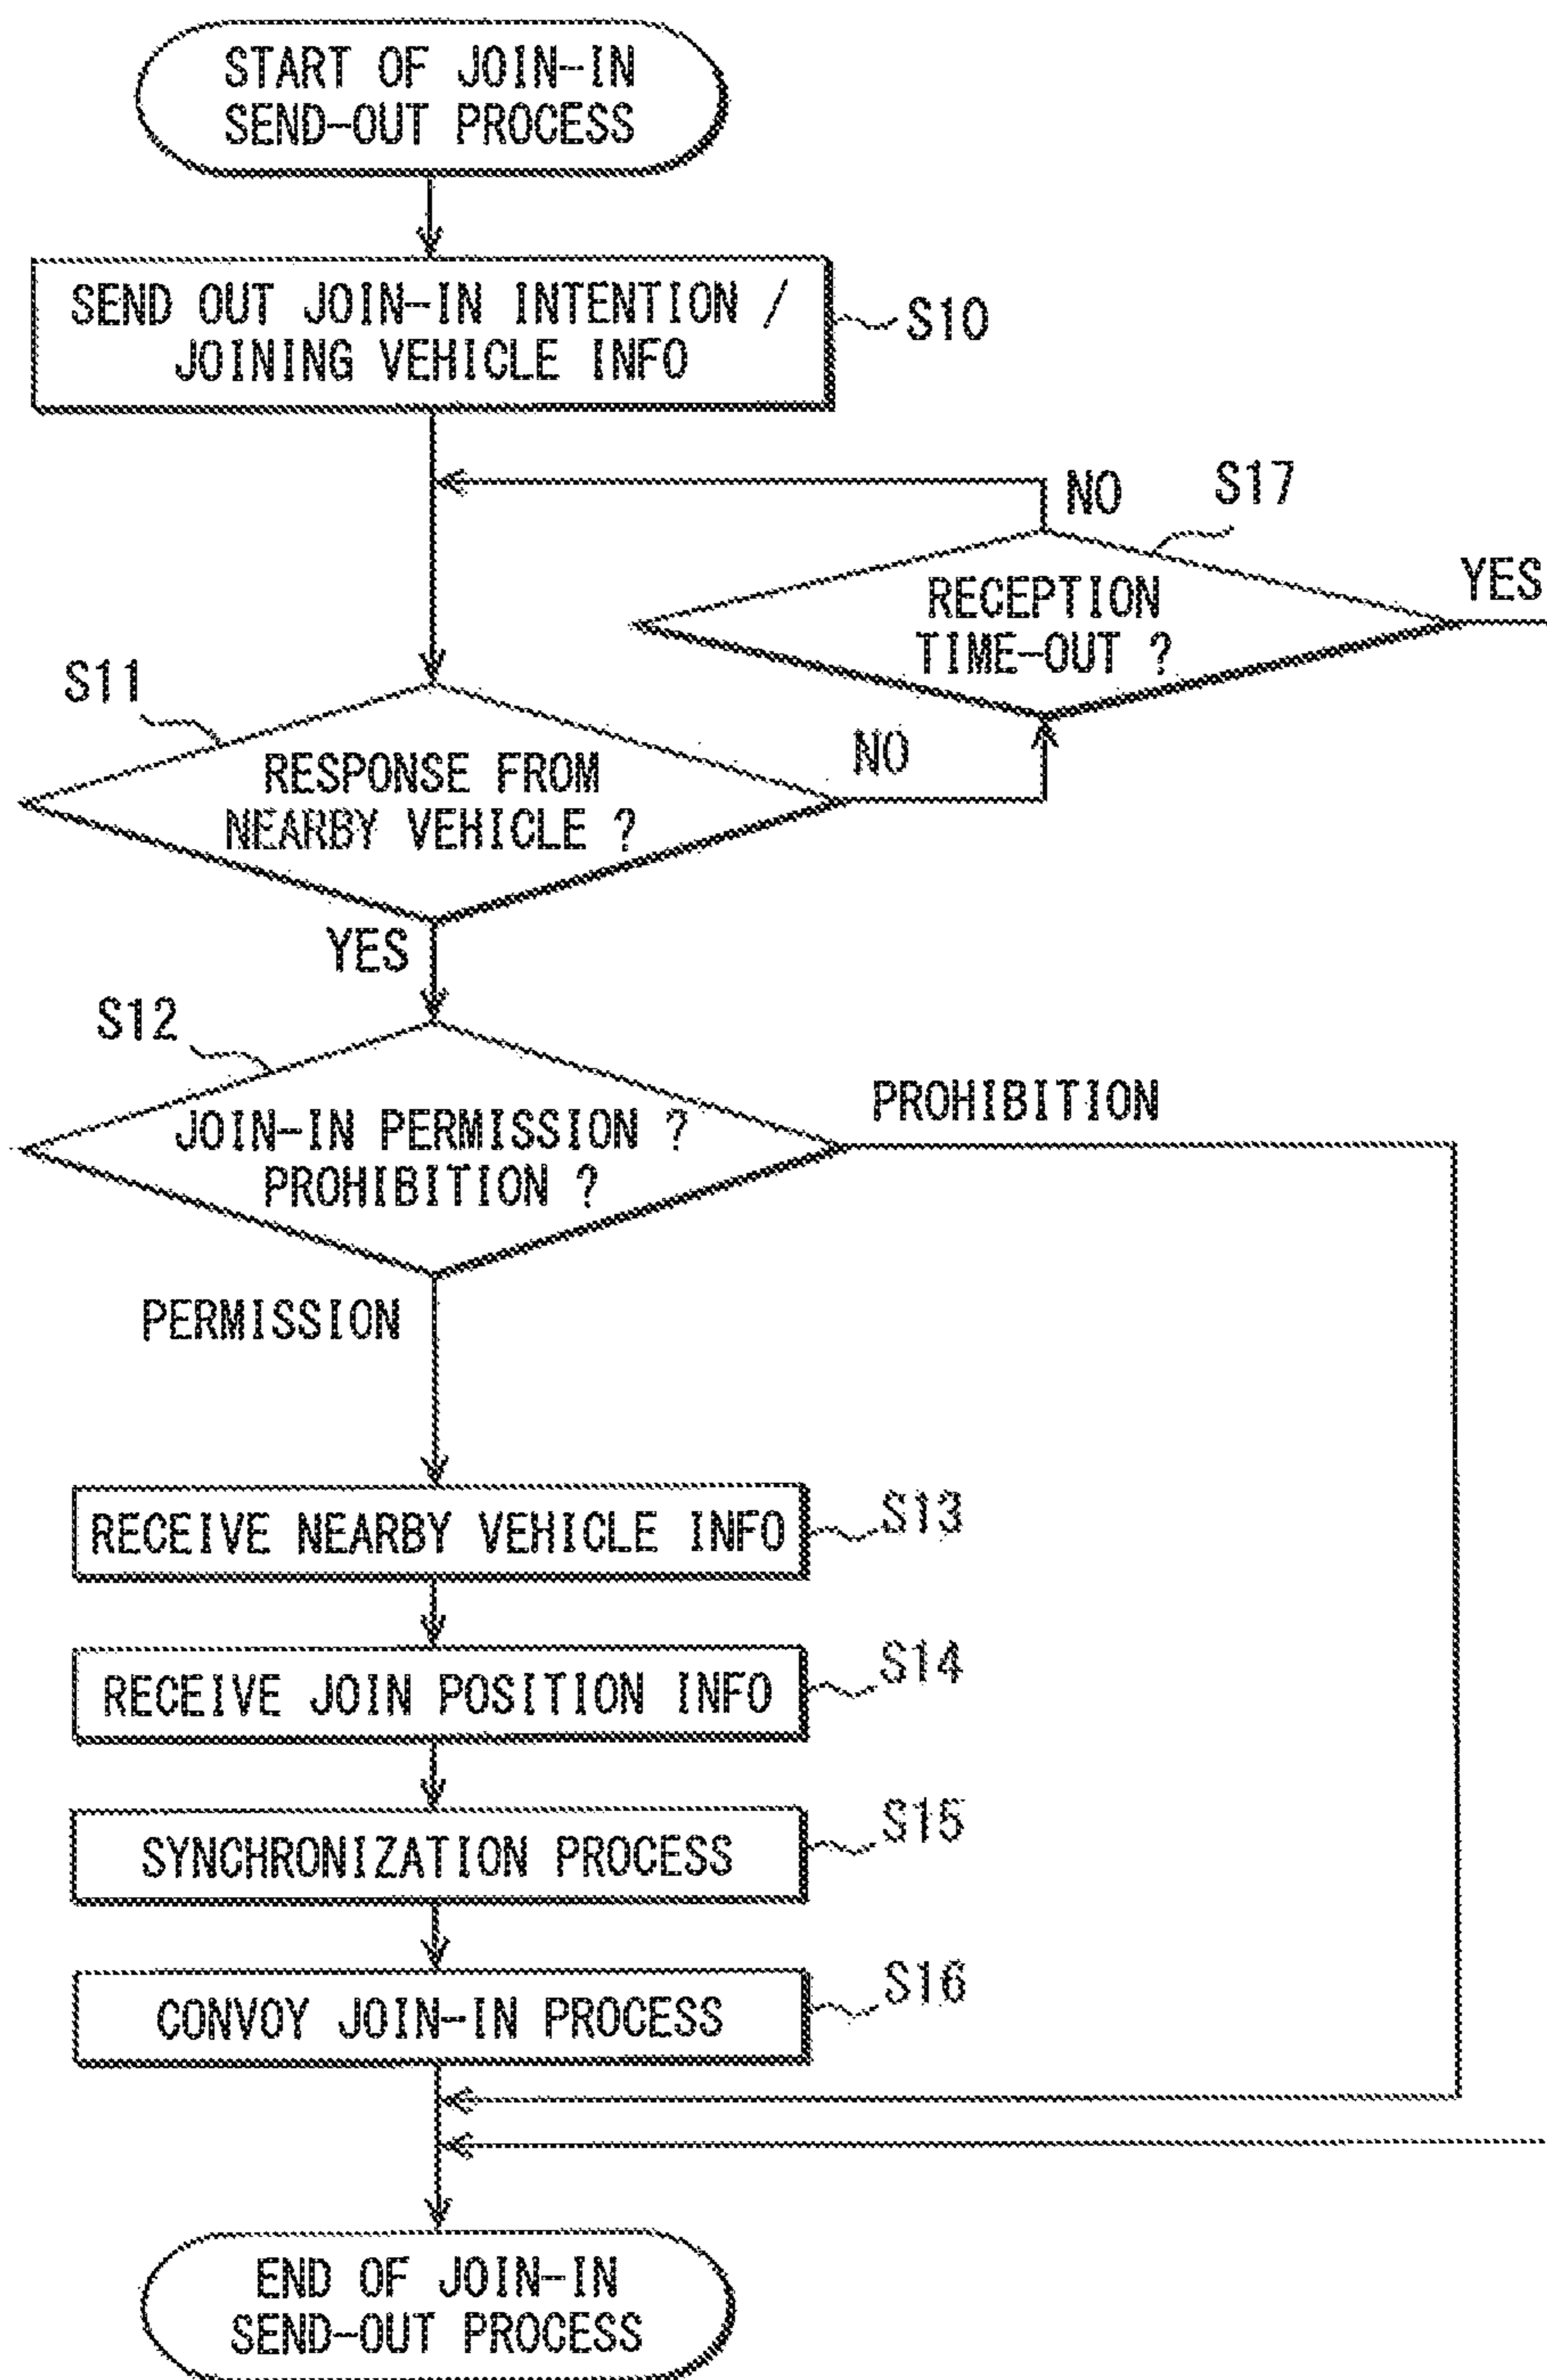 START OF JOIN-IN
SEND-OUT PROCESS
SEND OUT JOIN-IN INTENTION /
JOINING VEHICLE INFO
S10
NO
S17
YES
RECEPTION
TIME-OUT ?
S11
NO
RESPONSE FROM
NEARBY VEHICLE ?
YES
S12
PROHIBITION
JOIN-IN PERMISSION ?
PROHIBITION ?
PERMISSION
RECEIVE NEARBY VEHICLE INFO
S13
RECEIVE JOIN POSITION INFO
S14
SYNCHRONIZATION PROCESS
S15
CONVOY JOIN-IN PROCESS
S16
END OF JOIN-IN
SEND-OUT PROCESS